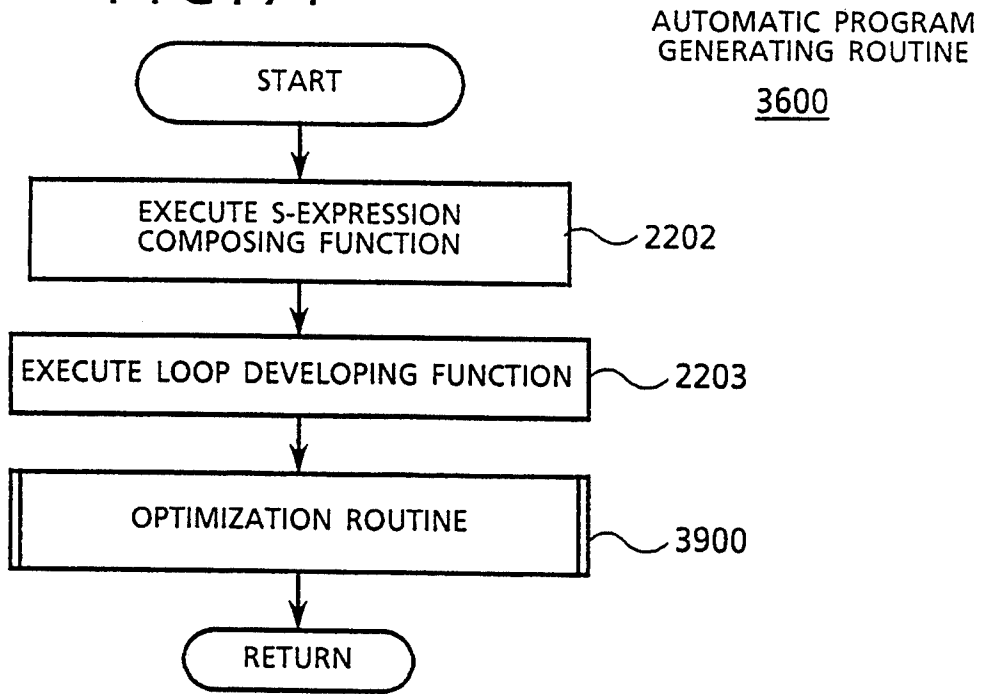 AUTOMATIC PROGRAM
GENERATING ROUTINE
3600
START
EXECUTE S-EXPRESSION
COMPOSING FUNCTION
2202
EXECUTE LOOP DEVELOPING FUNCTION
2203
OPTIMIZATION ROUTINE
3900
RETURN